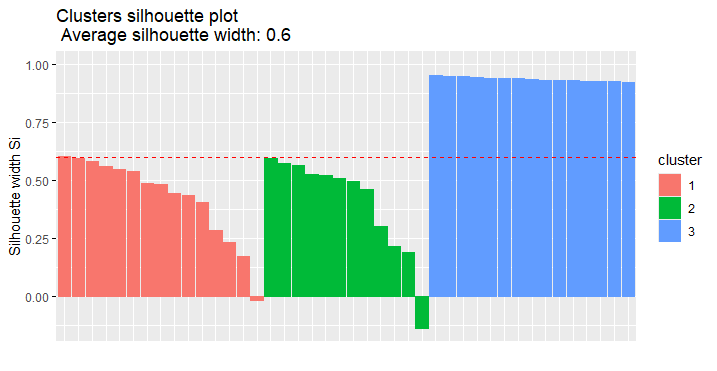 Clusters silhouette plot
Average silhouette width: 0.6
1.00
0.75
0.50
0.25
0.00
Silhouette width Si
cluster
1
2
3